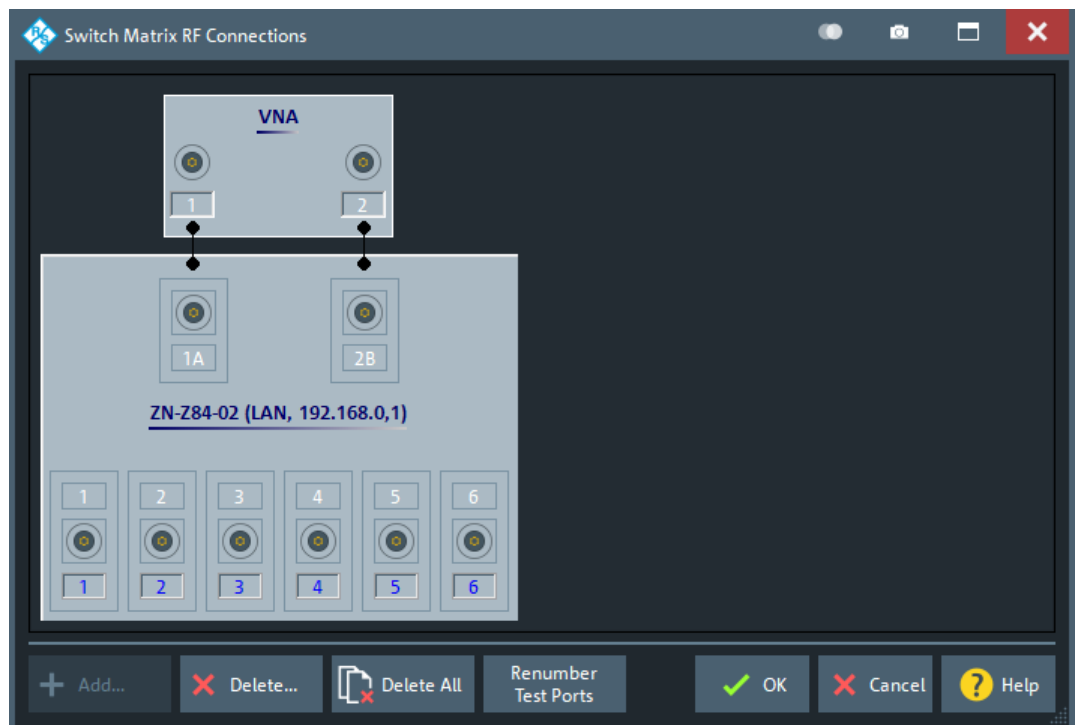 R&S Switch Matrix RF Connections
VNA
1 2
1A 2B
ZN-Z84-02 (LAN, 192.168.0,1)
1 2 3 4 5 6
1 2 3 4 5 6
Add... Delete... Delete All Renumber Test Ports OK Cancel Help